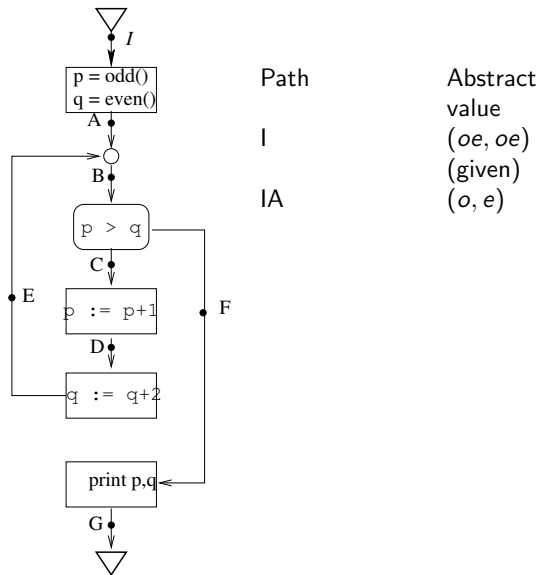 I
p = odd()
q = even()
A
B
p > q
C
E
F
p := p+1
D
q := q+2
print p,q
G
Path Abstract value
I (oe, oe) (given)
IA (o, e)